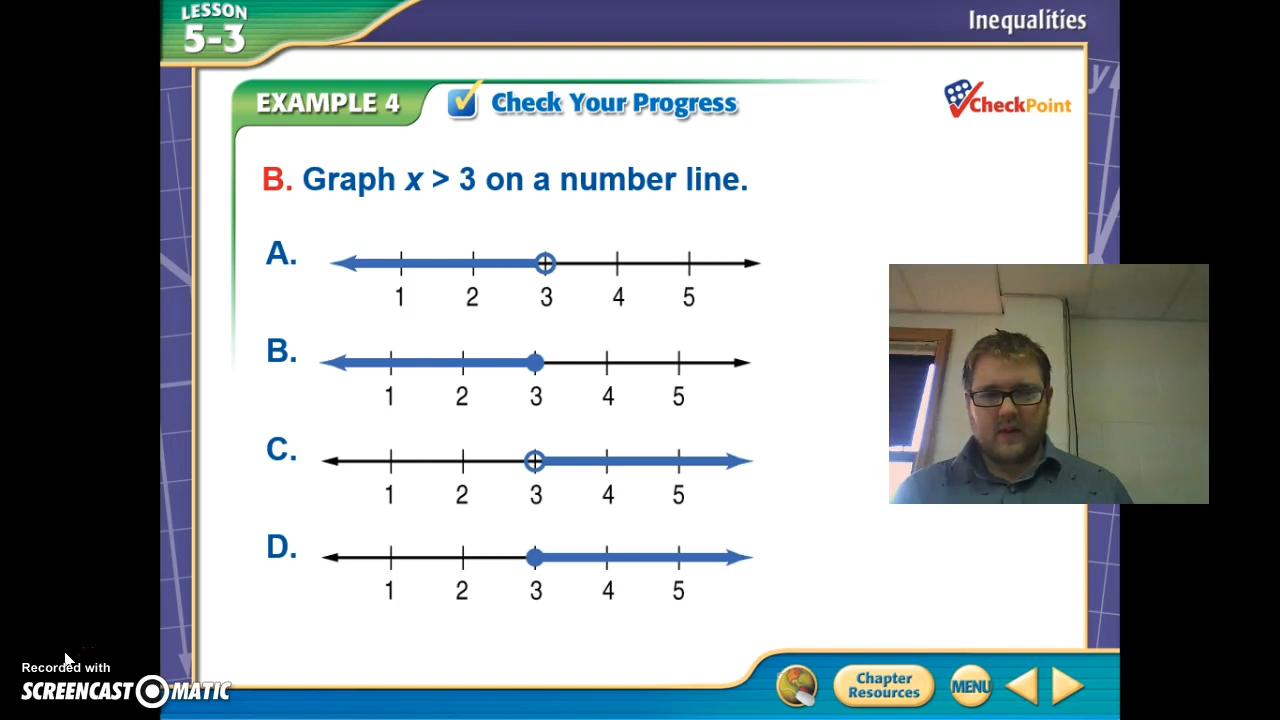 LESSON
5-3
Inequalities
EXAMPLE 4
Check Your Progress
CheckPoint
B. Graph x > 3 on a number line.
A.
1 2 3 4 5
B.
1 2 3 4 5
C.
1 2 3 4 5
D.
1 2 3 4 5
y
Chapter
Resources
MENU
Recorded with
SCREENCAST MATIC